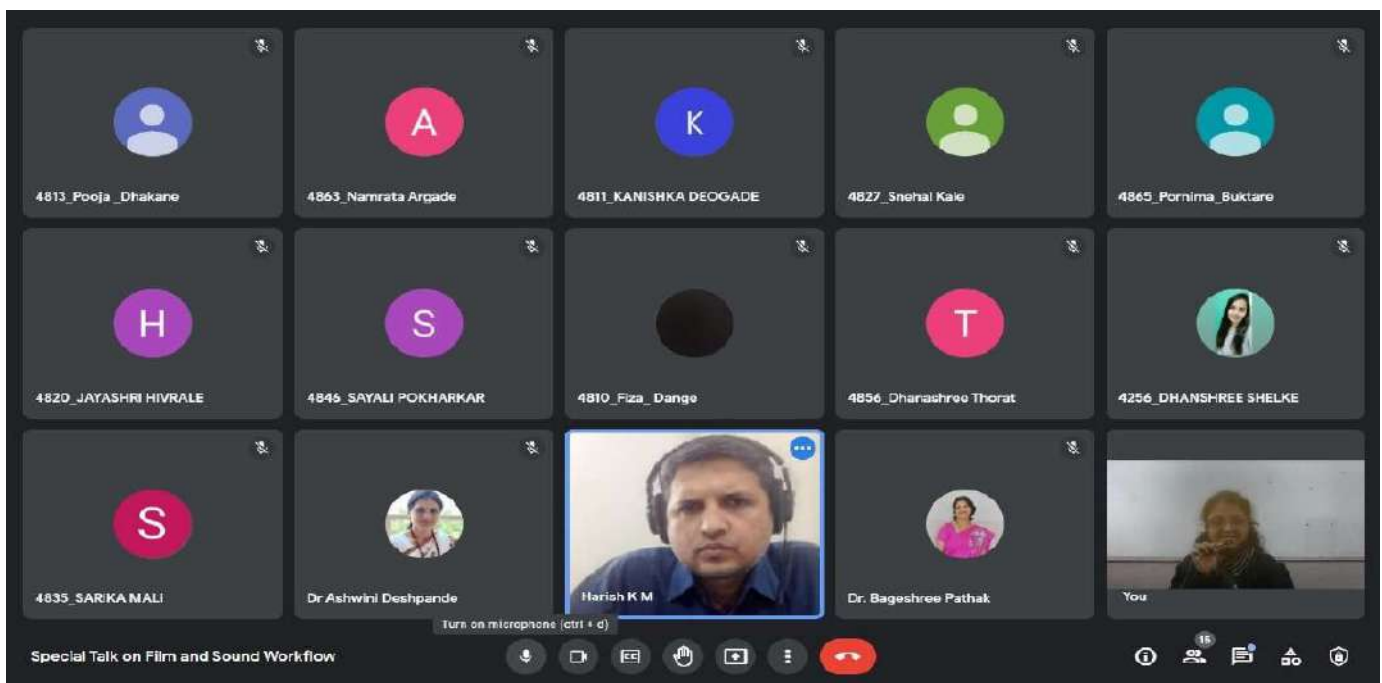 4813_Pooja _Dhakane
A
4863_Namrata Argade
K
4811_KANISHKA DEOGADE
4827_Snehal Kale
4865_Pornima_Buktare
H
4820_JAYASHRI HIVRALE
S
4846_SAYALI POKHARKAR
4810_Fiza_ Dange
T
4856_Dhanashree Thorat
4256_DHANSHREE SHELKE
S
4835_SARIKA MALI
Dr Ashwini Deshpande
Harish K M
Dr. Bageshree Pathak
You
Turn on microphone (ctrl + d)
Special Talk on Film and Sound Workflow
CC
15